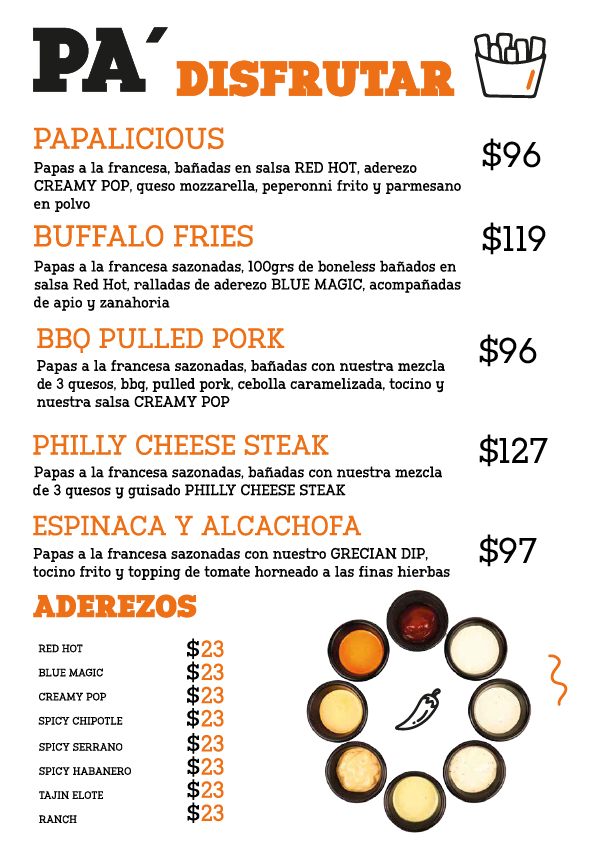 PA´ DISFRUTAR
PAPALICIOUS $96
Papas a la francesa, bañadas en salsa RED HOT, aderezo
CREAMY POP, queso mozzarella, peperonni frito y parmesano
en polvo
BUFFALO FRIES $119
Papas a la francesa sazonadas, 100grs de boneless bañados en
salsa Red Hot, ralladas de aderezo BLUE MAGIC, acompañadas
de apio y zanahoria
BBQ PULLED PORK $96
Papas a la francesa sazonadas, bañadas con nuestra mezcla
de 3 quesos, bbq, pulled pork, cebolla caramelizada, tocino y
nuestra salsa CREAMY POP
PHILLY CHEESE STEAK $127
Papas a la francesa sazonadas, bañadas con nuestra mezcla
de 3 quesos y guisado PHILLY CHEESE STEAK
ESPINACA Y ALCACHOFA $97
Papas a la francesa sazonadas con nuestro GRECIAN DIP,
tocino frito y topping de tomate horneado a las finas hierbas
ADEREZOS
RED HOT $23
BLUE MAGIC $23
CREAMY POP $23
SPICY CHIPOTLE $23
SPICY SERRANO $23
SPICY HABANERO $23
TAJIN ELOTE $23
RANCH $23